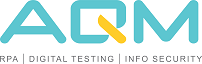 AQM
RPA | DIGITAL TESTING | INFO SECURITY